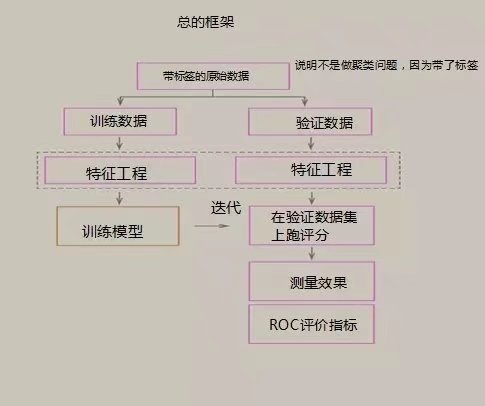 总的框架
说明不是做聚类问题，因为带了标签
带标签的原始数据
训练数据
验证数据
特征工程
特征工程
训练模型
迭代
在验证数据集
上跑评分
测量效果
ROC评价指标